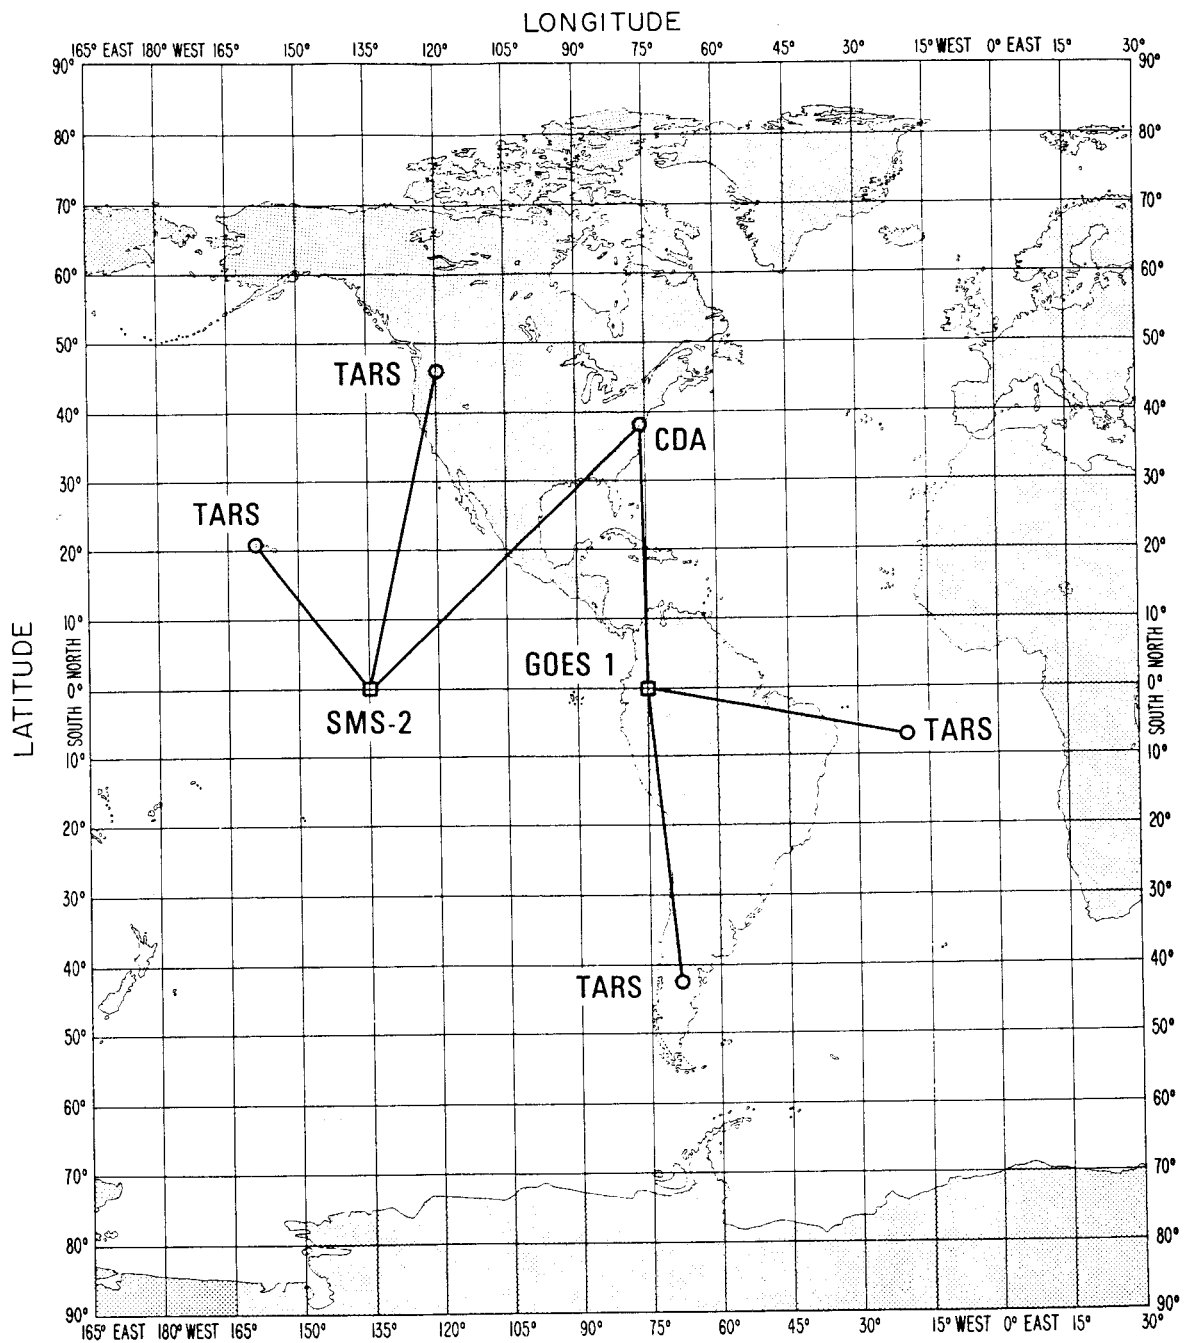 LONGITUDE
165° EAST 180° WEST 165° 150° 135° 120° 105° 90° 75° 60° 45° 30° 15° WEST 0° EAST 15° 30°
90° 90°
80° 80°
70° 70°
60° 60°
50° 50°
TARS
40° 40°
CDA
30° 30°
TARS
20° 20°
10° 10°
LATITUDE
SOUTH NORTH
GOES 1
SOUTH NORTH
0° 0°
SMS-2
TARS
10° 10°
20° 20°
30° 30°
40° 40°
TARS
50° 50°
60° 60°
70° 70°
80° 80°
90° 90°
165° EAST 180° WEST 165° 150° 135° 120° 105° 90° 75° 60° 45° 30° 15° WEST 0° EAST 15° 30°